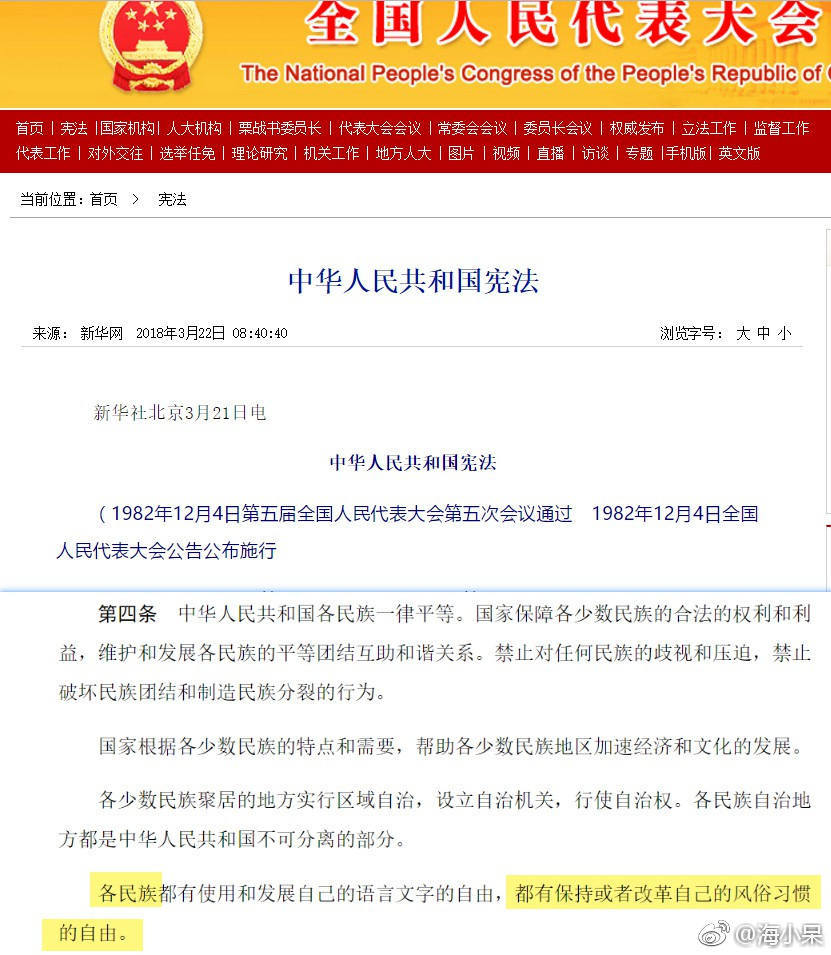 全国人民代表大会
The National People's Congress of the People's Republic of
首页 | 宪法 |国家机构| 人大机构 | 栗战书委员长 | 代表大会会议 | 常委会会议 | 委员长会议 | 权威发布 | 立法工作 | 监督工作
代表工作 | 对外交往 | 选举任免 | 理论研究 | 机关工作 | 地方人大 | 图片 | 视频 | 直播 | 访谈 | 专题 |手机版| 英文版
当前位置：首页 > 宪法
中华人民共和国宪法
来源： 新华网 2018年3月22日 08:40:40 浏览字号： 大 中 小
新华社北京3月21日电
中华人民共和国宪法
（1982年12月4日第五届全国人民代表大会第五次会议通过 1982年12月4日全国
人民代表大会公告公布施行
第四条 中华人民共和国各民族一律平等。国家保障各少数民族的合法的权利和利
益，维护和发展各民族的平等团结互助和谐关系。禁止对任何民族的歧视和压迫，禁止
破坏民族团结和制造民族分裂的行为。
国家根据各少数民族的特点和需要，帮助各少数民族地区加速经济和文化的发展。
各少数民族聚居的地方实行区域自治，设立自治机关，行使自治权。各民族自治地
方都是中华人民共和国不可分离的部分。
各民族都有使用和发展自己的语言文字的自由，都有保持或者改革自己的风俗习惯
的自由。
@海小呆